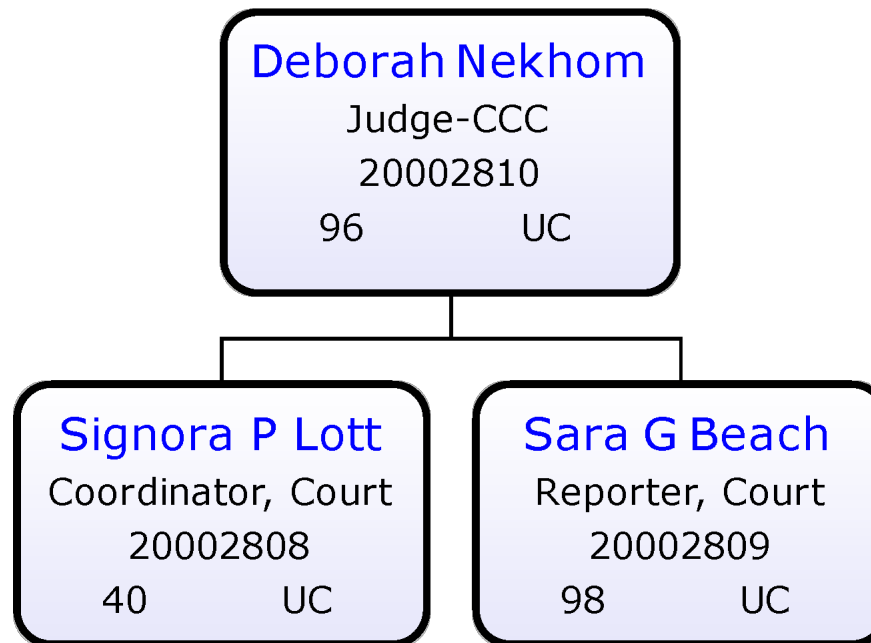 Deborah Nekhom
Judge-CCC
20002810
96 UC
Signora P Lott
Coordinator, Court
20002808
40 UC
Sara G Beach
Reporter, Court
20002809
98 UC